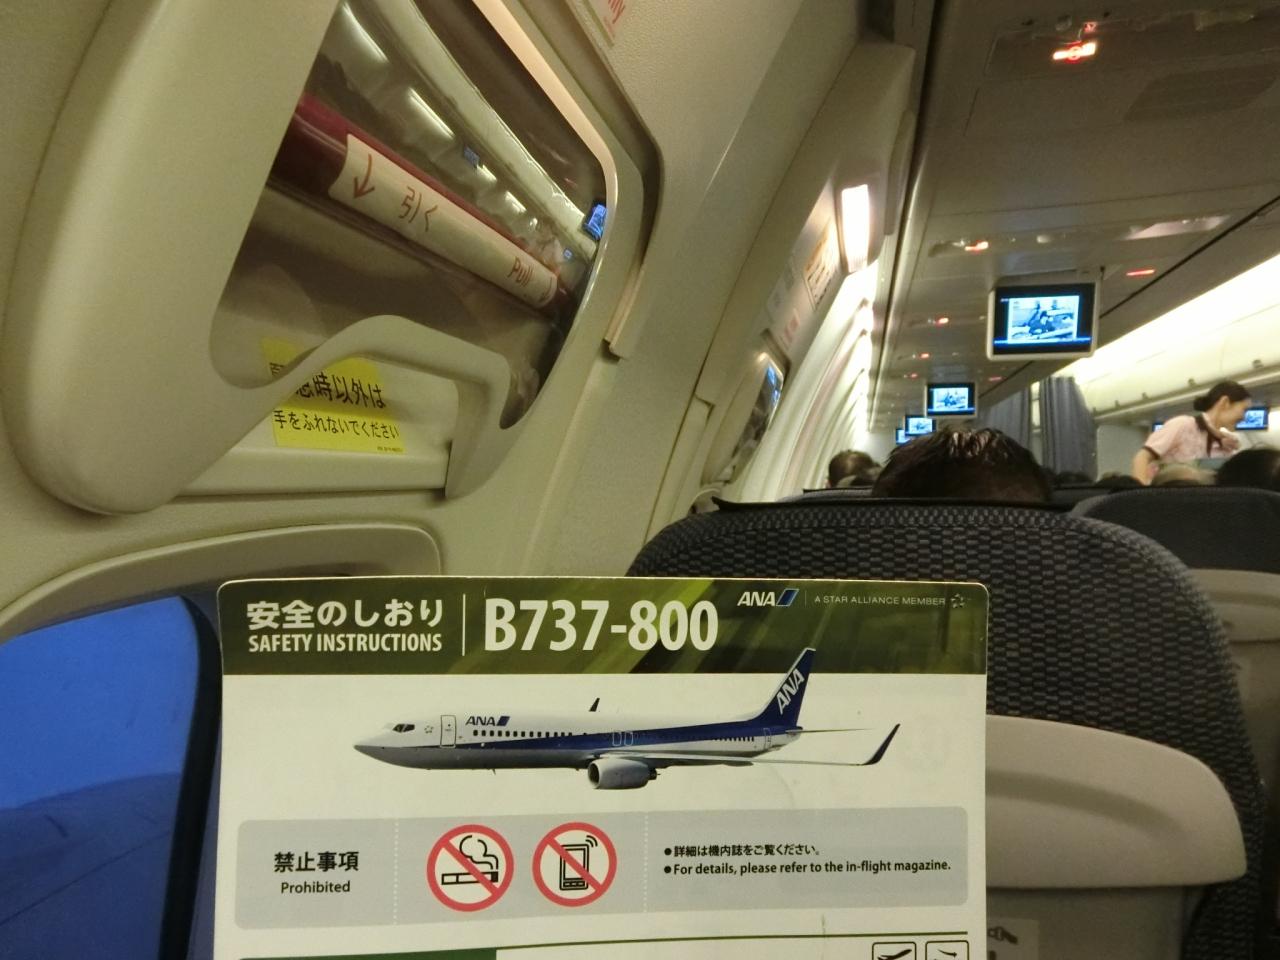 引く
Pull
時以外は
手をふれないでください
安全のしおり
SAFETY INSTRUCTIONS
B737-800
ANA
A STAR ALLIANCE MEMBER
ANA
ANA
禁止事項
Prohibited
●詳細は機内誌をご覧ください。
●For details, please refer to the in-flight magazine.